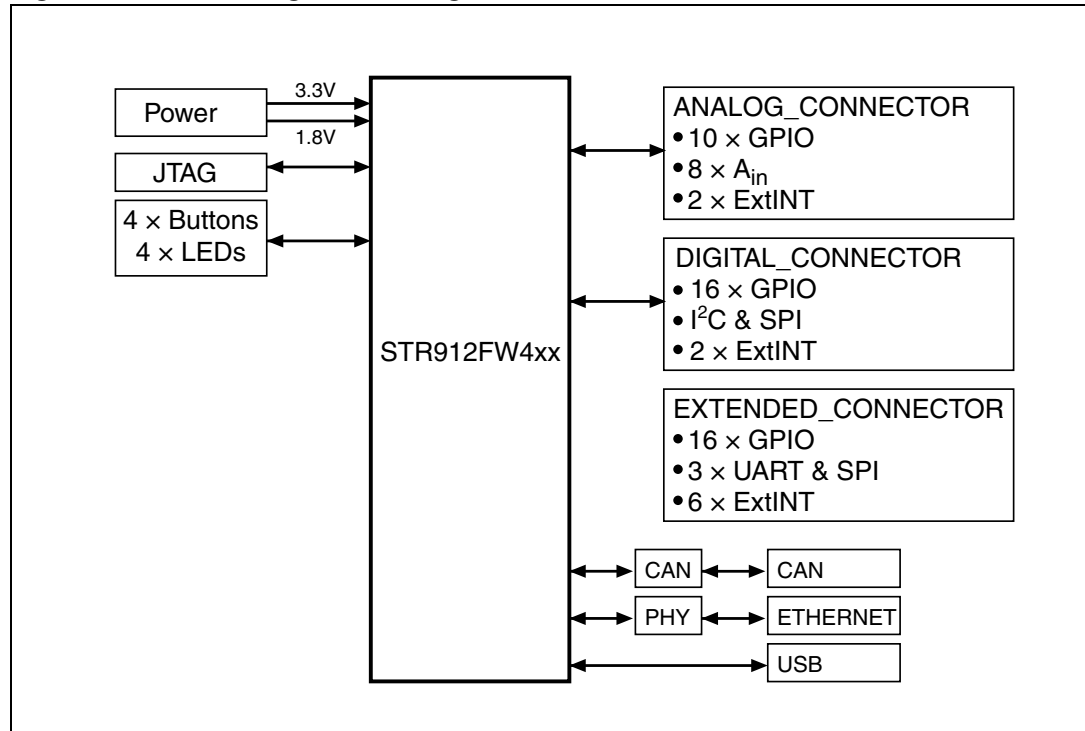 Power
3.3V
1.8V
JTAG
4 × Buttons
4 × LEDs
STR912FW4xx
ANALOG_CONNECTOR
• 10 × GPIO
• 8 × Ain
• 2 × ExtINT
DIGITAL_CONNECTOR
• 16 × GPIO
• I²C & SPI
• 2 × ExtINT
EXTENDED_CONNECTOR
• 16 × GPIO
• 3 × UART & SPI
• 6 × ExtINT
CAN
CAN
PHY
ETHERNET
USB